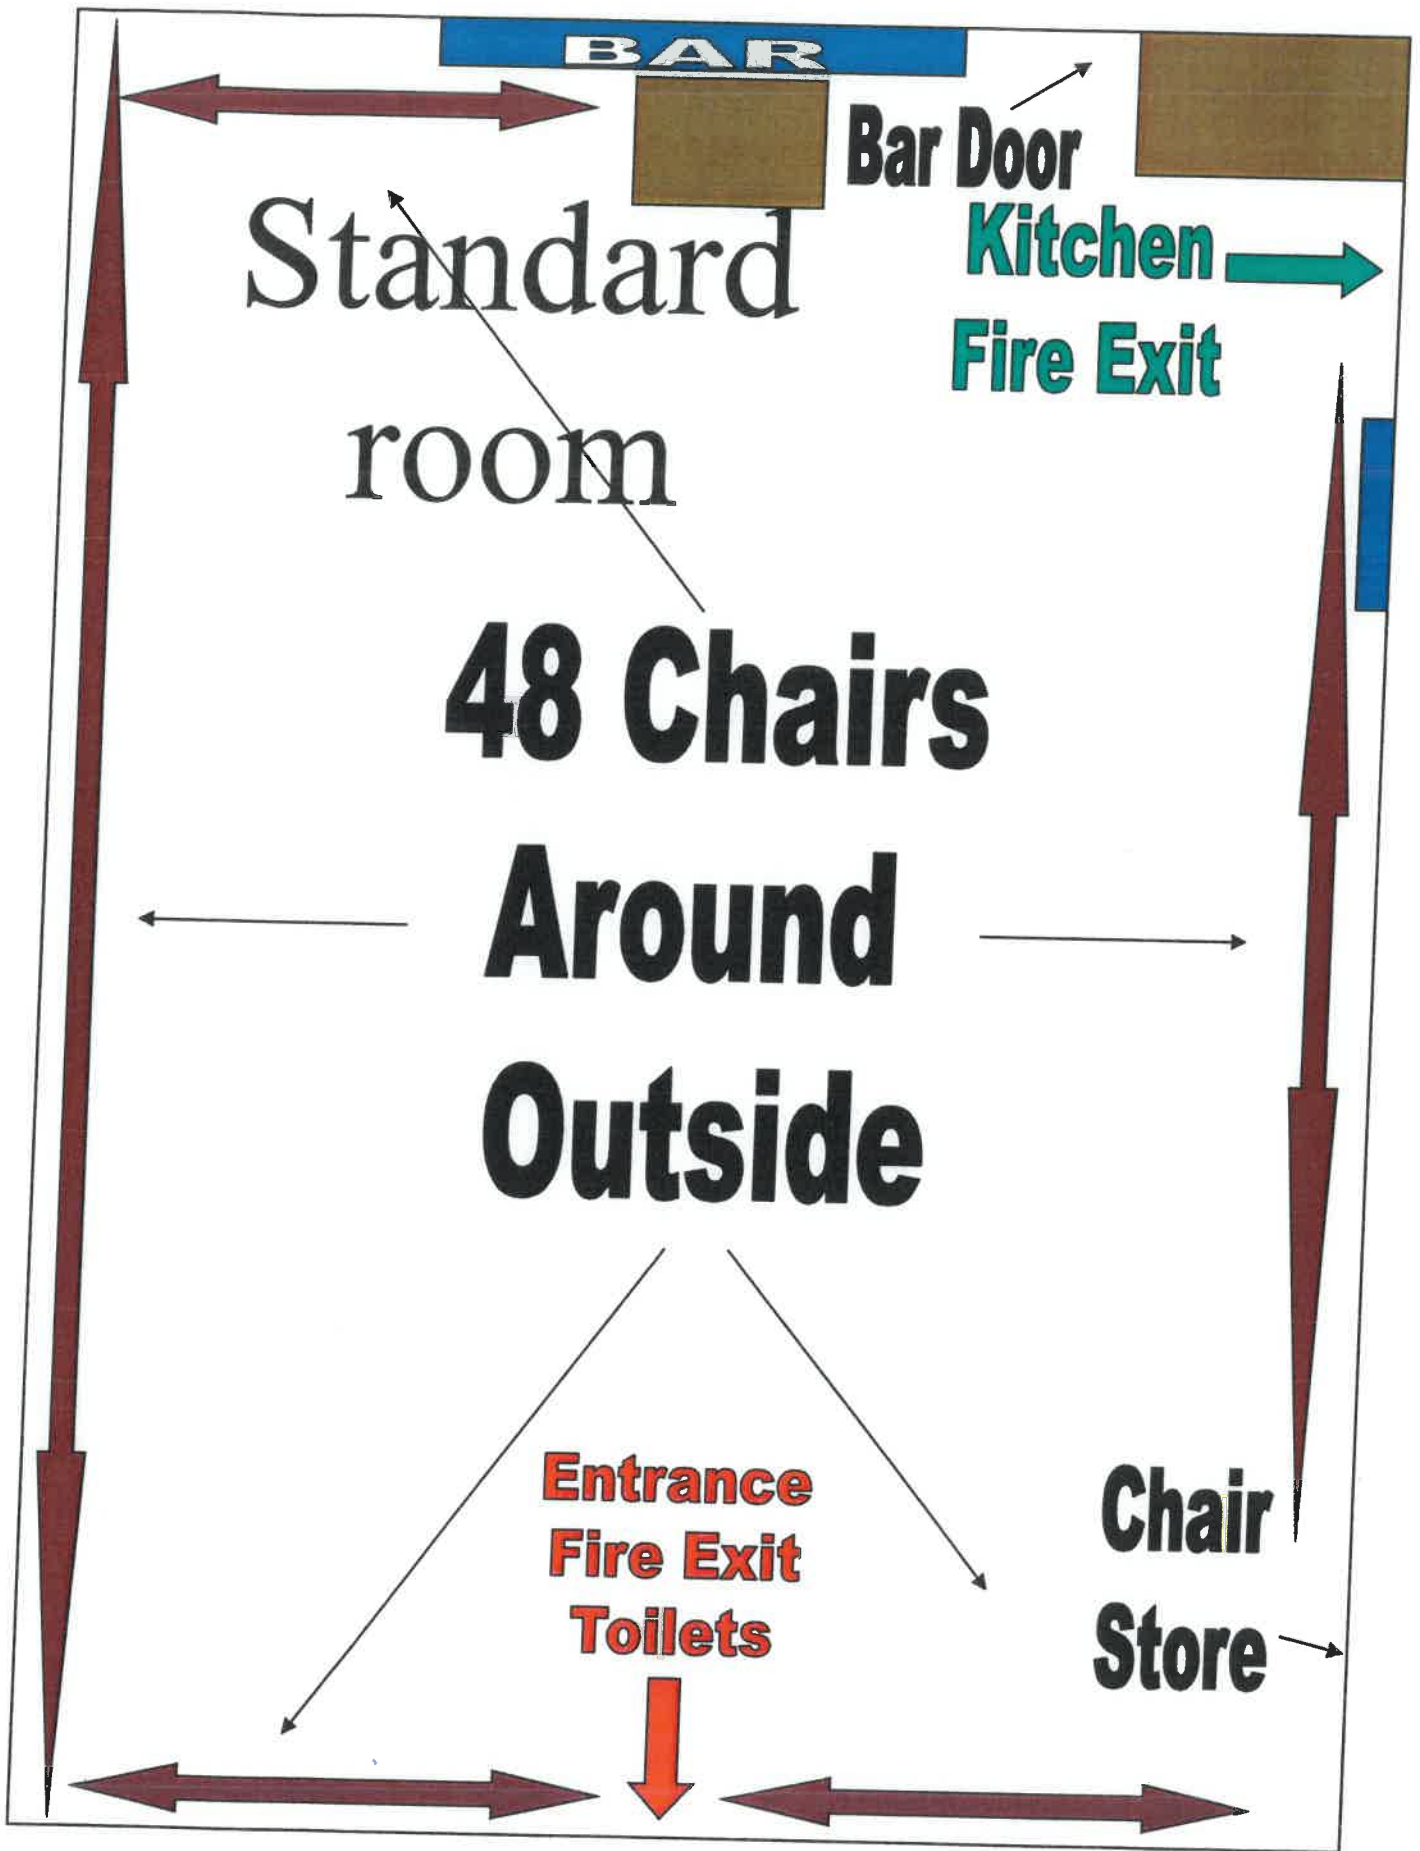 BAR
Bar Door
Standard
room
Kitchen
Fire Exit
48 Chairs
Around
Outside
Entrance
Fire Exit
Toilets
Chair
Store